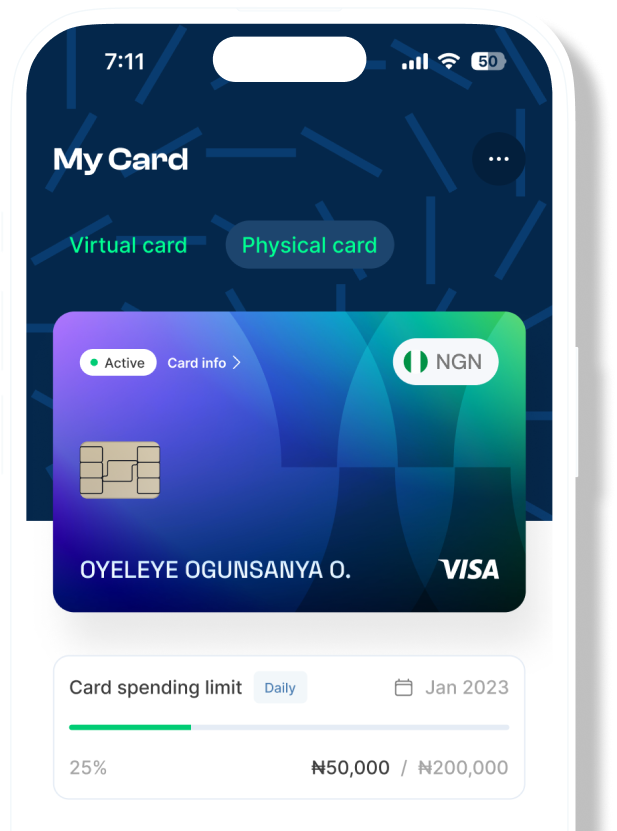 7:11 50
My Card ...
Virtual card Physical card
Active Card info > NGN
OYELEYE OGUNSANYA O. VISA
Card spending limit Daily Jan 2023
25% ₦50,000 / ₦200,000